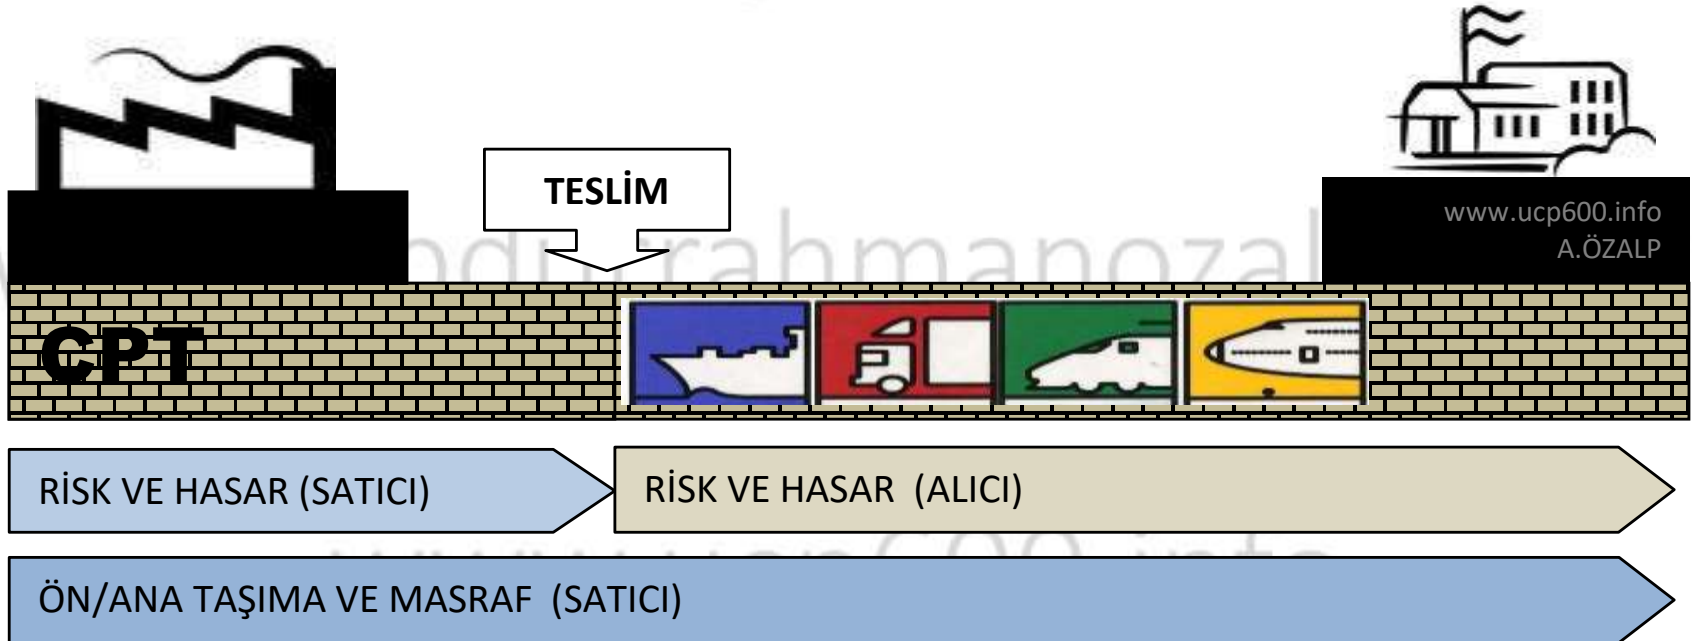 TESLİM
www.ucp600.info
A.ÖZALP
CPT
RİSK VE HASAR (SATICI)
RİSK VE HASAR (ALICI)
ÖN/ANA TAŞIMA VE MASRAF (SATICI)